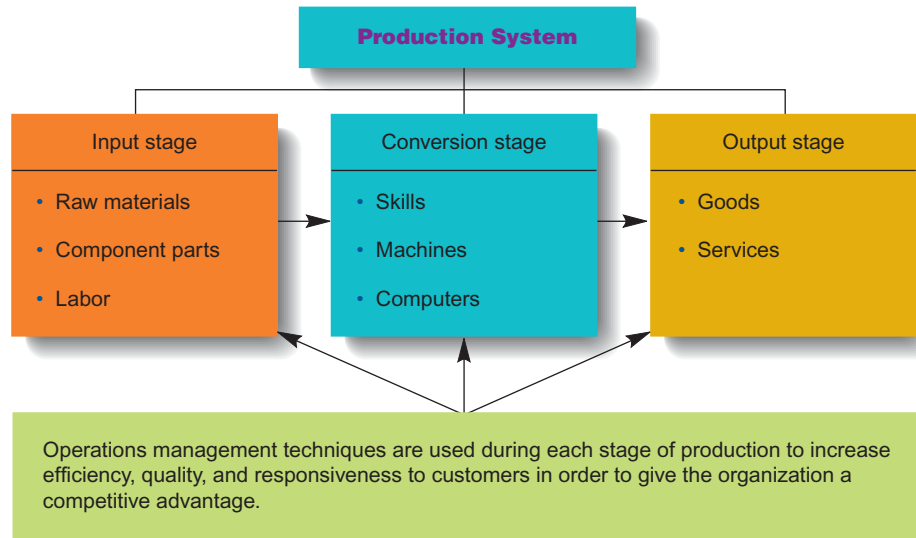 Production System
Input stage
• Raw materials
• Component parts
• Labor
Conversion stage
• Skills
• Machines
• Computers
Output stage
• Goods
• Services
Operations management techniques are used during each stage of production to increase
efficiency, quality, and responsiveness to customers in order to give the organization a
competitive advantage.